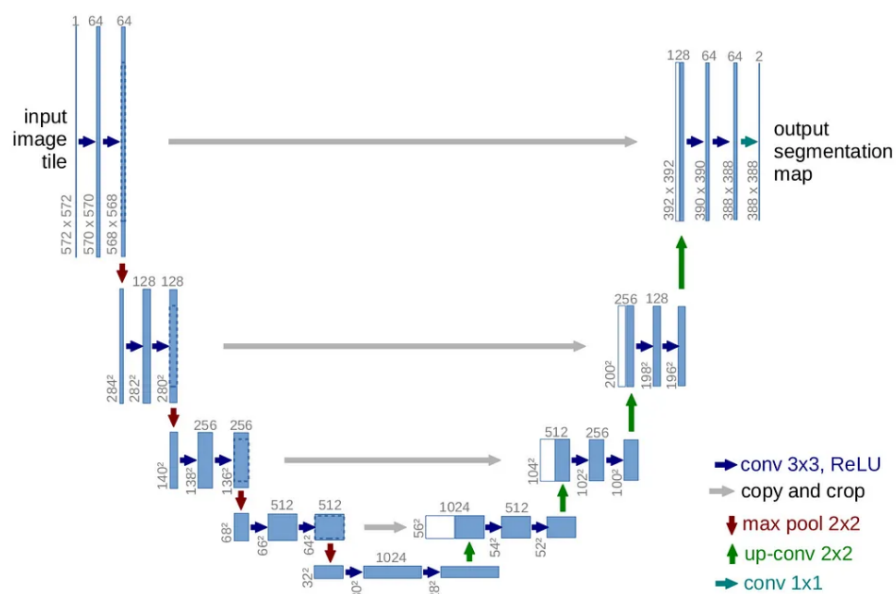 1 64 64
input
image
tile
572 x 572
570 x 570
568 x 568
128 64 64 2
392 x 392
390 x 390
388 x 388
388 x 388
output
segmentation
map
128 128
284²
282²
280²
256 128
200²
198²
196²
256 256
140²
138²
136²
512 256
104²
102²
100²
512 512
68²
66²
64²
1024 512
56²
54²
52²
1024
32²
conv 3x3, ReLU
copy and crop
max pool 2x2
up-conv 2x2
conv 1x1